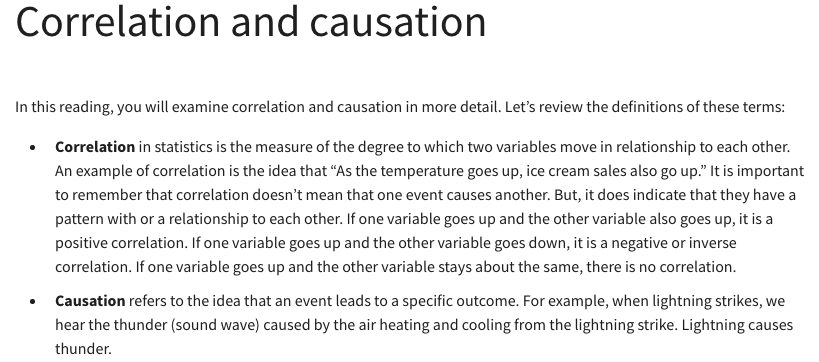 Correlation and causation
In this reading, you will examine correlation and causation in more detail. Let’s review the definitions of these terms:
• Correlation in statistics is the measure of the degree to which two variables move in relationship to each other.
An example of correlation is the idea that “As the temperature goes up, ice cream sales also go up.” It is important
to remember that correlation doesn’t mean that one event causes another. But, it does indicate that they have a
pattern with or a relationship to each other. If one variable goes up and the other variable also goes up, it is a
positive correlation. If one variable goes up and the other variable goes down, it is a negative or inverse
correlation. If one variable goes up and the other variable stays about the same, there is no correlation.
• Causation refers to the idea that an event leads to a specific outcome. For example, when lightning strikes, we
hear the thunder (sound wave) caused by the air heating and cooling from the lightning strike. Lightning causes
thunder.